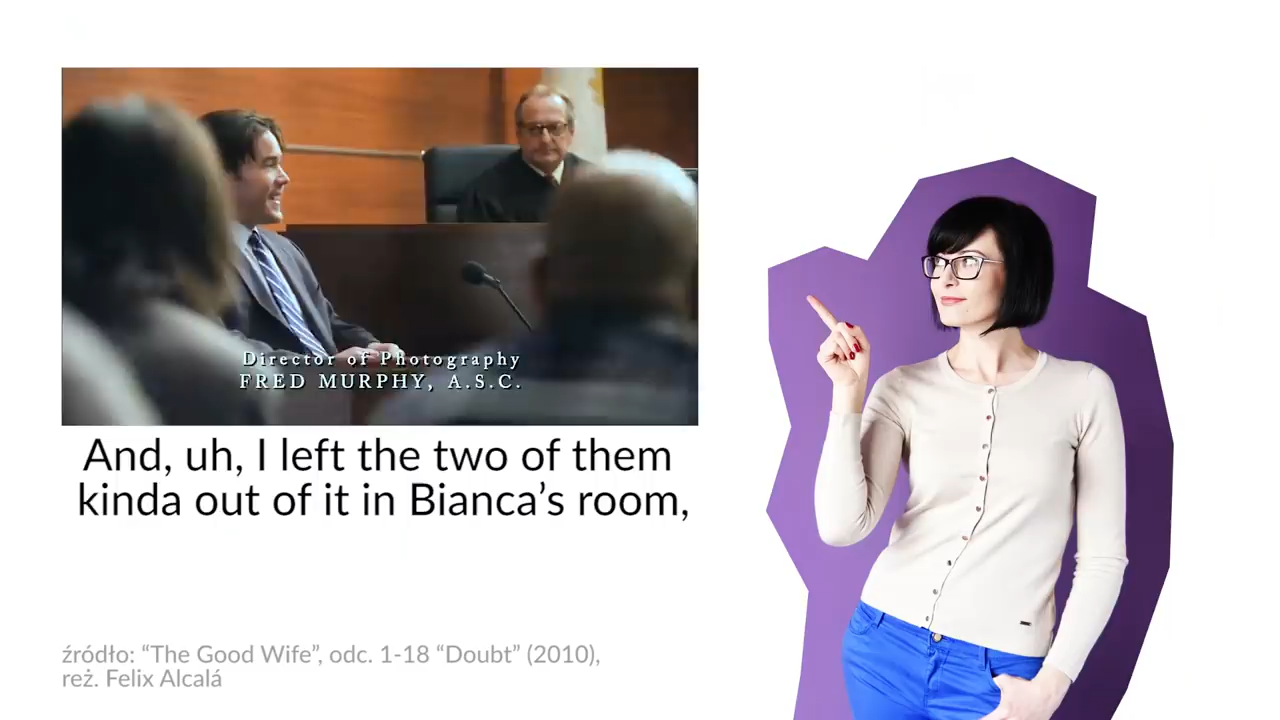 Director of Photography
FRED MURPHY, A.S.C.
And, uh, I left the two of them
kinda out of it in Bianca’s room,
źródło: “The Good Wife”, odc. 1-18 “Doubt” (2010),
reż. Felix Alcalá